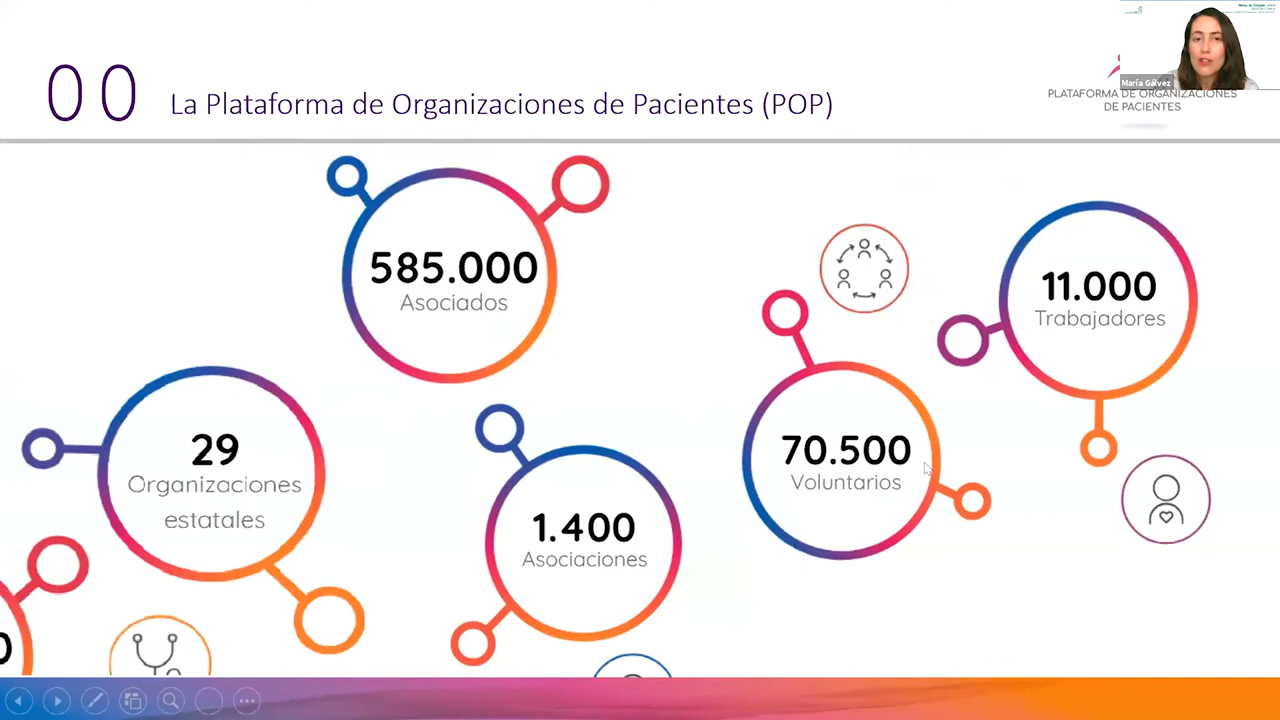 00
La Plataforma de Organizaciones de Pacientes (POP)
María Gálvez
PLATAFORMA DE ORGANIZACIONES
DE PACIENTES
585.000
Asociados
11.000
Trabajadores
29
Organizaciones
estatales
70.500
Voluntarios
1.400
Asociaciones
0